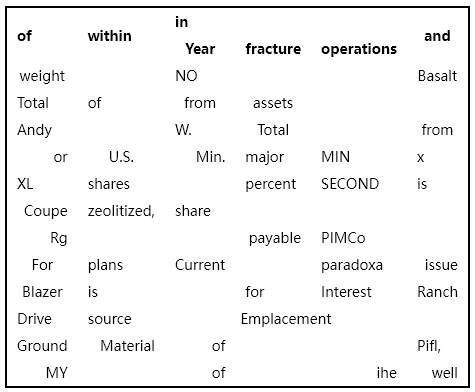 of within in Year fracture operations and
weight NO Basalt
Total of from assets
Andy W. Total from
or U.S. Min. major MIN x
XL shares percent SECOND is
Coupe zeolitized, share
Rg payable PIMCo
For plans Current paradoxa issue
Blazer is for Interest Ranch
Drive source Emplacement
Ground Material of Pifl,
MY of ihe well